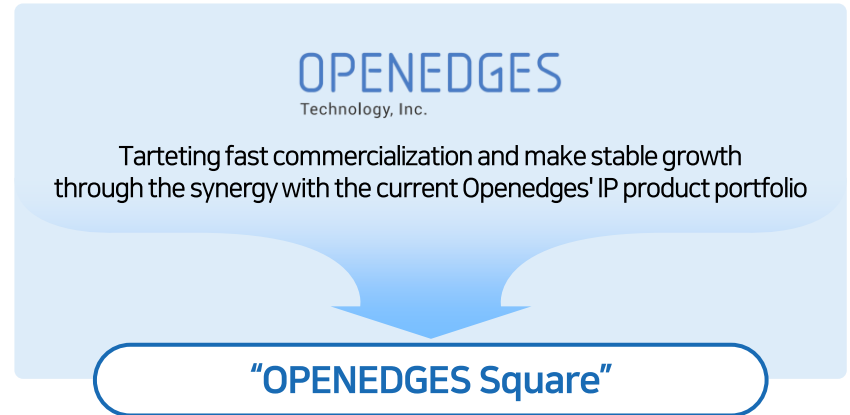 OPENEDGES
Technology, Inc.
Tarteting fast commercialization and make stable growth
through the synergy with the current Openedges' IP product portfolio
“OPENEDGES Square”